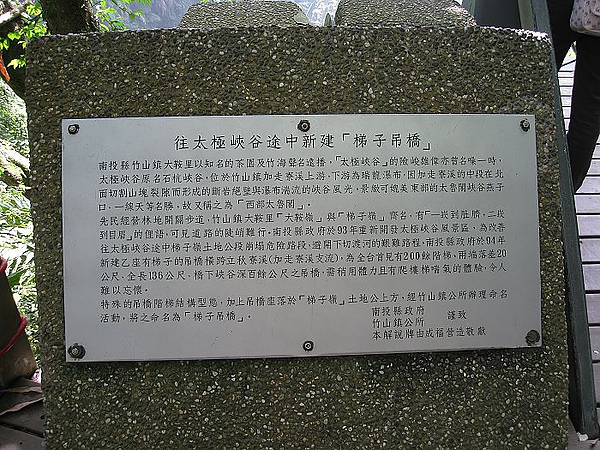 往太極峽谷途中新建「梯子吊橋」
南投縣竹山鎮大鞍里以知名的茶園及竹海聲名遠播，「太極峽谷」的險峻雄偉亦曾名噪一時，
太極峽谷原名石杭峽谷，位於竹山鎮加走寮溪上游，下游為瑞龍瀑布，因加走寮溪的中段在北
面切割山塊裂隙而形成的斷岩絕壁與瀑布湍流的峽谷風光，景緻可媲美東部的太魯閣峽谷燕子
口、一線天等名勝，故又稱之為「西部太魯閣」。
先民經營林地開闢步道，竹山鎮大鞍里「大鞍嶺」與「梯子嶺」齊名，有「一崁到脰臍，二崁
到目眉」的俚語，可見道路的陡峭難行，南投縣政府於93年重新開發太極峽谷風景區，為改善
往太極峽谷途中梯子嶺土地公段崩塌危險路段，避開下切渡河的艱難路程，南投縣政府於94年
新建乙座有梯子的吊橋橫跨立秋寮溪(加走寮溪支流)，為全台首見有200餘階梯，兩端落差20
公尺，全長136公尺，橋下峽谷深百餘公尺之吊橋，需稍用體力且有爬樓梯喘氣的體驗，令人
難以忘懷。
特殊的吊橋階梯結構型態，加上吊橋座落於「梯子嶺」土地公上方，經竹山鎮公所辦理命名
活動，將之命名為「梯子吊橋」。
南投縣政府
竹山鎮公所 謹致
本解說牌由成福營造敬獻